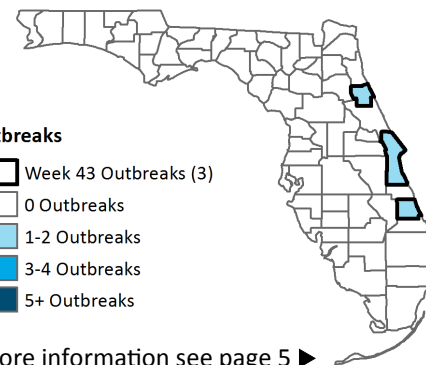 tbreaks
Week 43 Outbreaks (3)
0 Outbreaks
1-2 Outbreaks
3-4 Outbreaks
5+ Outbreaks
ore information see page 5 ►